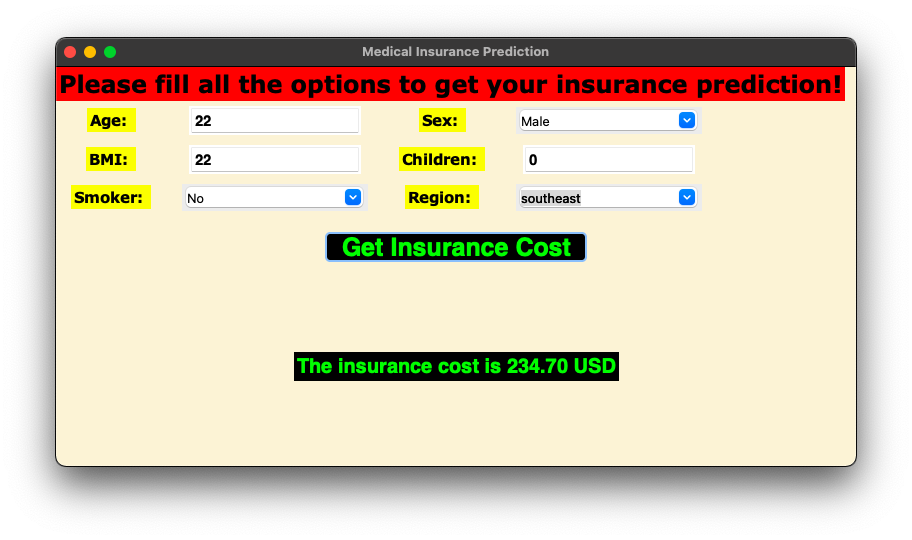 Medical Insurance Prediction
Please fill all the options to get your insurance prediction!
Age: 22 Sex: Male
BMI: 22 Children: 0
Smoker: No Region: southeast
Get Insurance Cost
The insurance cost is 234.70 USD